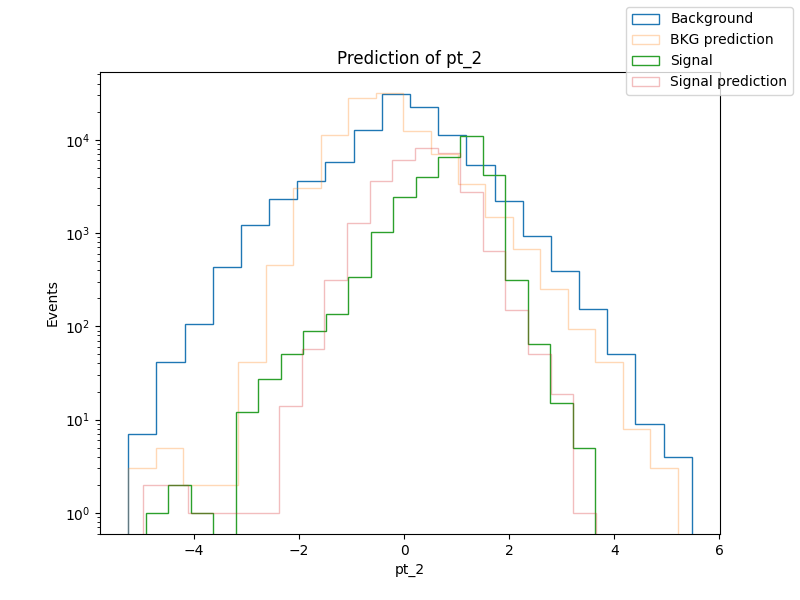 Background
BKG prediction
Signal
Signal prediction
Prediction of pt_2
10⁴
10³
10²
10¹
10⁰
Events
−4
−2
0
2
4
6
pt_2